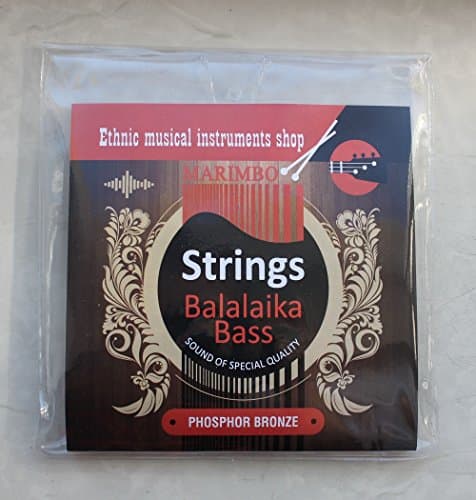 Ethnic musical instruments shop
MARIMBO
Strings
Balalaika
Bass
SOUND OF SPECIAL QUALITY
PHOSPHOR BRONZE